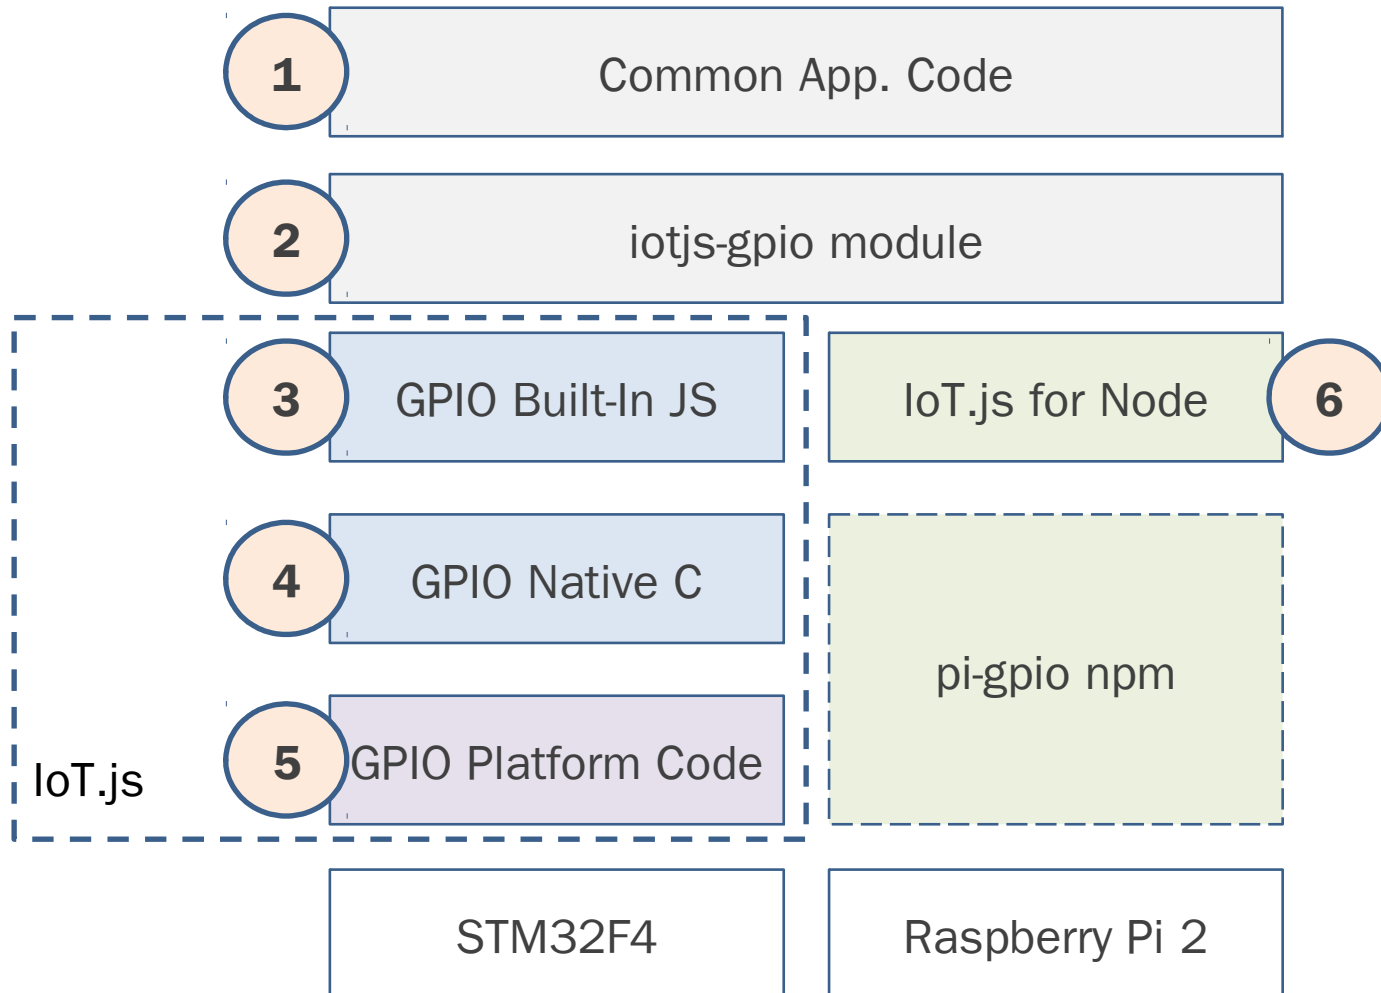 1
Common App. Code
2
iotjs-gpio module
3
GPIO Built-In JS
IoT.js for Node
6
4
GPIO Native C
pi-gpio npm
5
GPIO Platform Code
IoT.js
STM32F4
Raspberry Pi 2